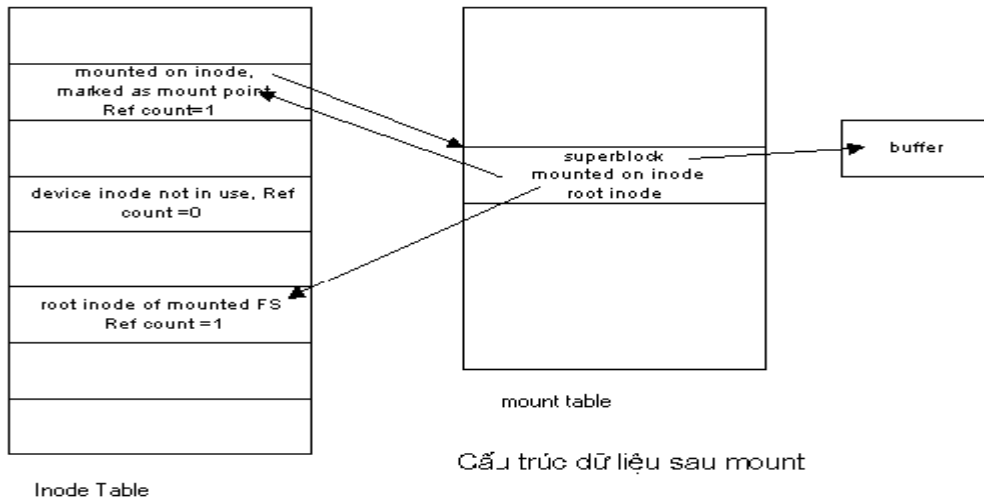 mounted on inode,
marked as mount point,
Ref count=1
device inode not in use, Ref
count =0
root inode of mounted FS
Ref count =1
Inode Table
superblock
mounted on inode
root inode
mount table
buffer
Cấu trúc dữ liệu sau mount